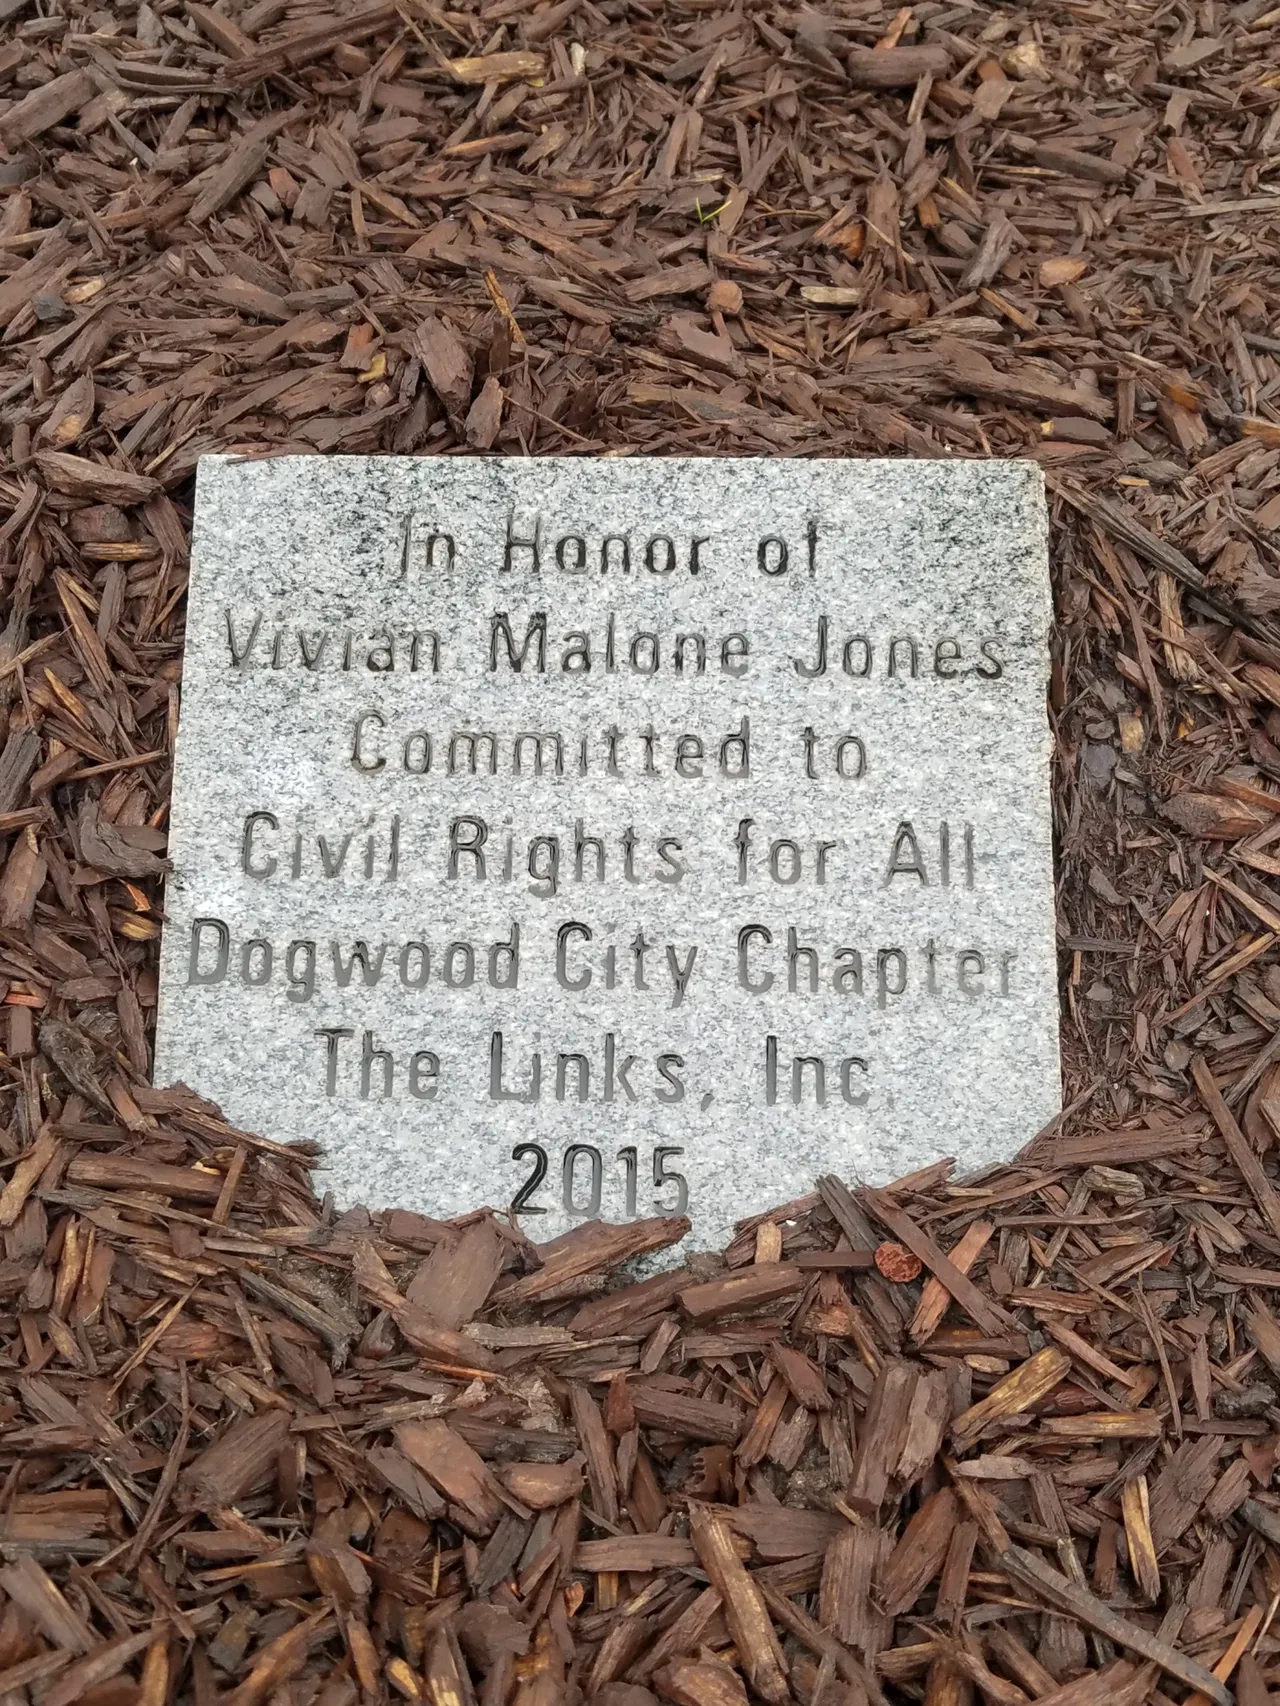 In Honor of
Vivian Malone Jones
Committed to
Civil Rights for All
Dogwood City Chapter
The Links, Inc.
2015